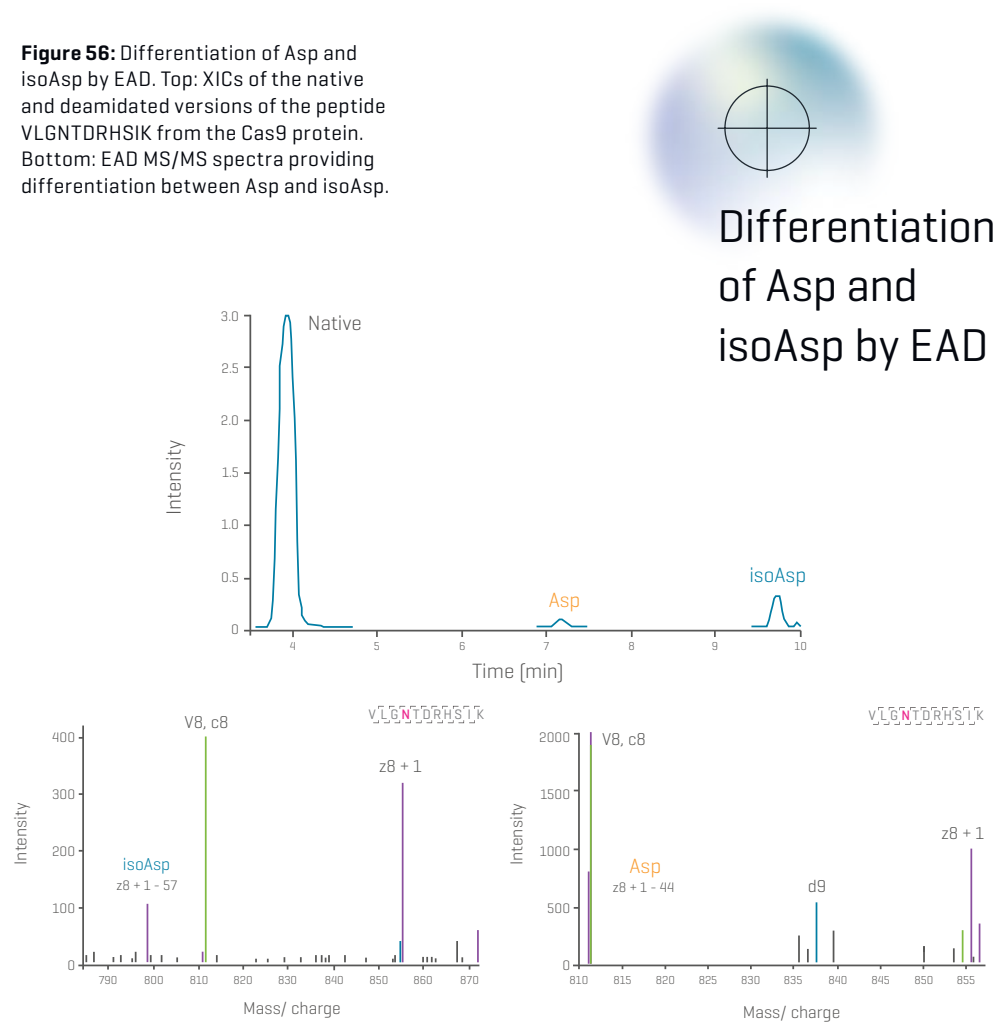 Figure 56: Differentiation of Asp and
isoAsp by EAD. Top: XICs of the native
and deamidated versions of the peptide
VLGNTDRHSIK from the Cas9 protein.
Bottom: EAD MS/MS spectra providing
differentiation between Asp and isoAsp.
Differentiation
of Asp and
isoAsp by EAD
3.0
2.5
2.0
1.5
1.0
0.5
0
Intensity
Native
Asp
isoAsp
4 5 6 7 8 9 10
Time (min)
VLGNTDRHSIK
V8, c8
z8 + 1
isoAsp
z8 + 1 - 57
400
300
200
100
0
Intensity
790 800 810 820 830 840 850 860 870
Mass/ charge
VLGNTDRHSIK
V8, c8
z8 + 1
Asp
z8 + 1 - 44
d9
2000
1500
1000
500
0
Intensity
810 815 820 825 830 835 840 845 850 855
Mass/ charge